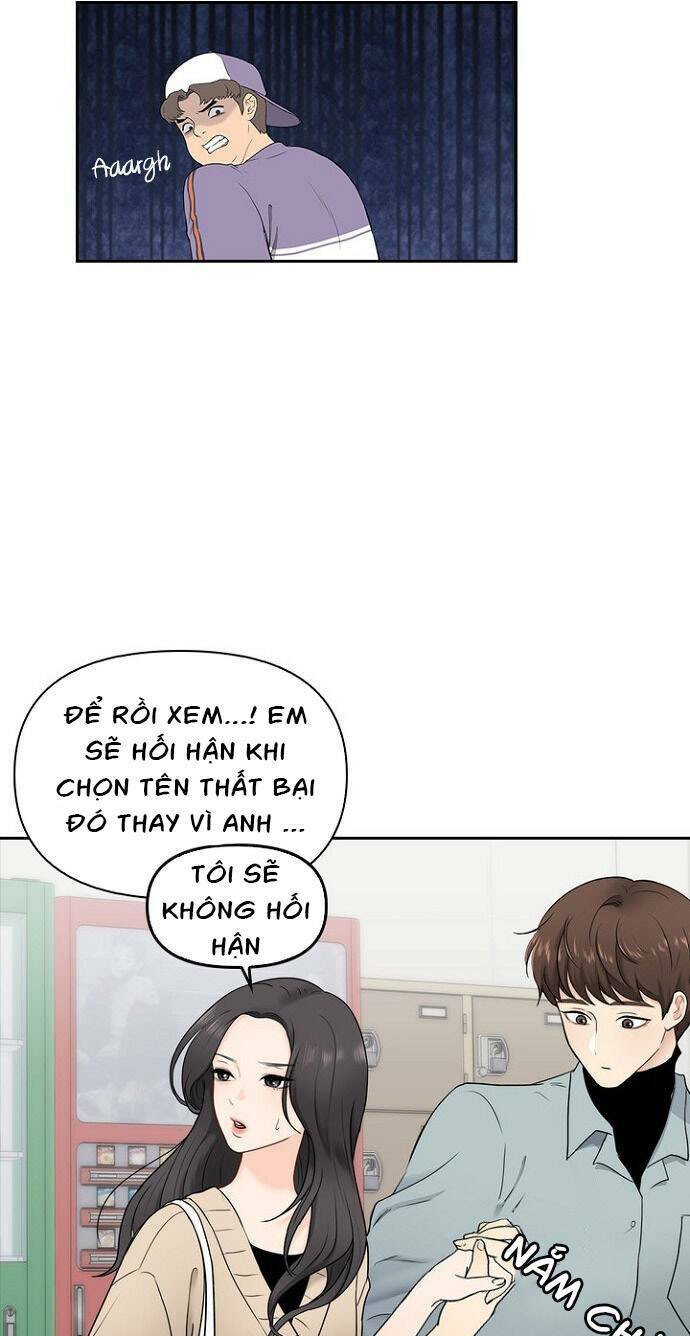 Aaargh
ĐỂ RỒI XEM...! EM
SẼ HỐI HẬN KHI
CHỌN TÊN THẤT BẠI
ĐÓ THAY VÌ ANH ...
TÔI SẼ
KHÔNG HỐI
HẬN
NẮM